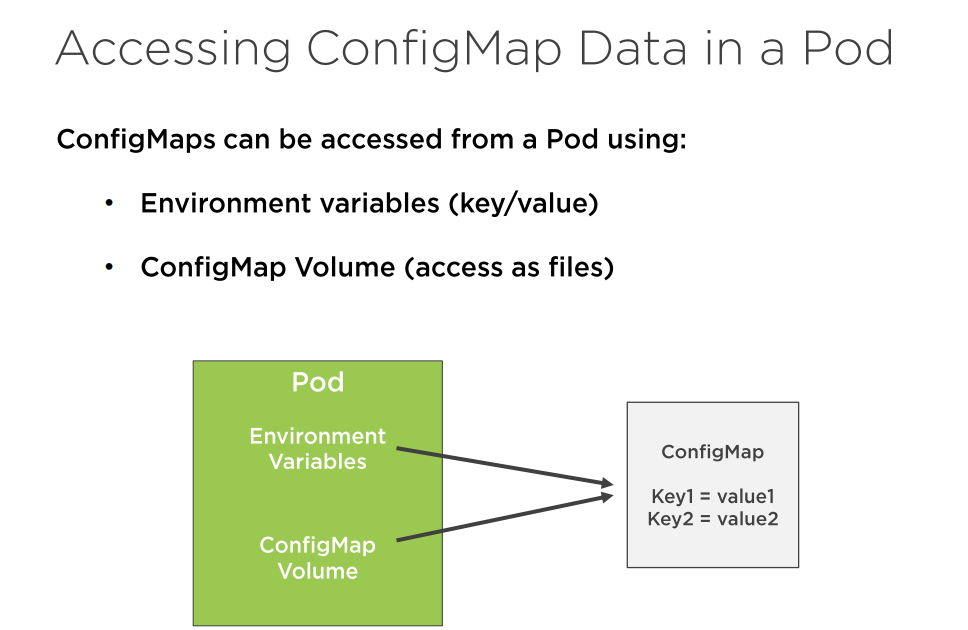 Accessing ConfigMap Data in a Pod
ConfigMaps can be accessed from a Pod using:
• Environment variables (key/value)
• ConfigMap Volume (access as files)
Pod
Environment
Variables
ConfigMap
Volume
ConfigMap
Key1 = value1
Key2 = value2